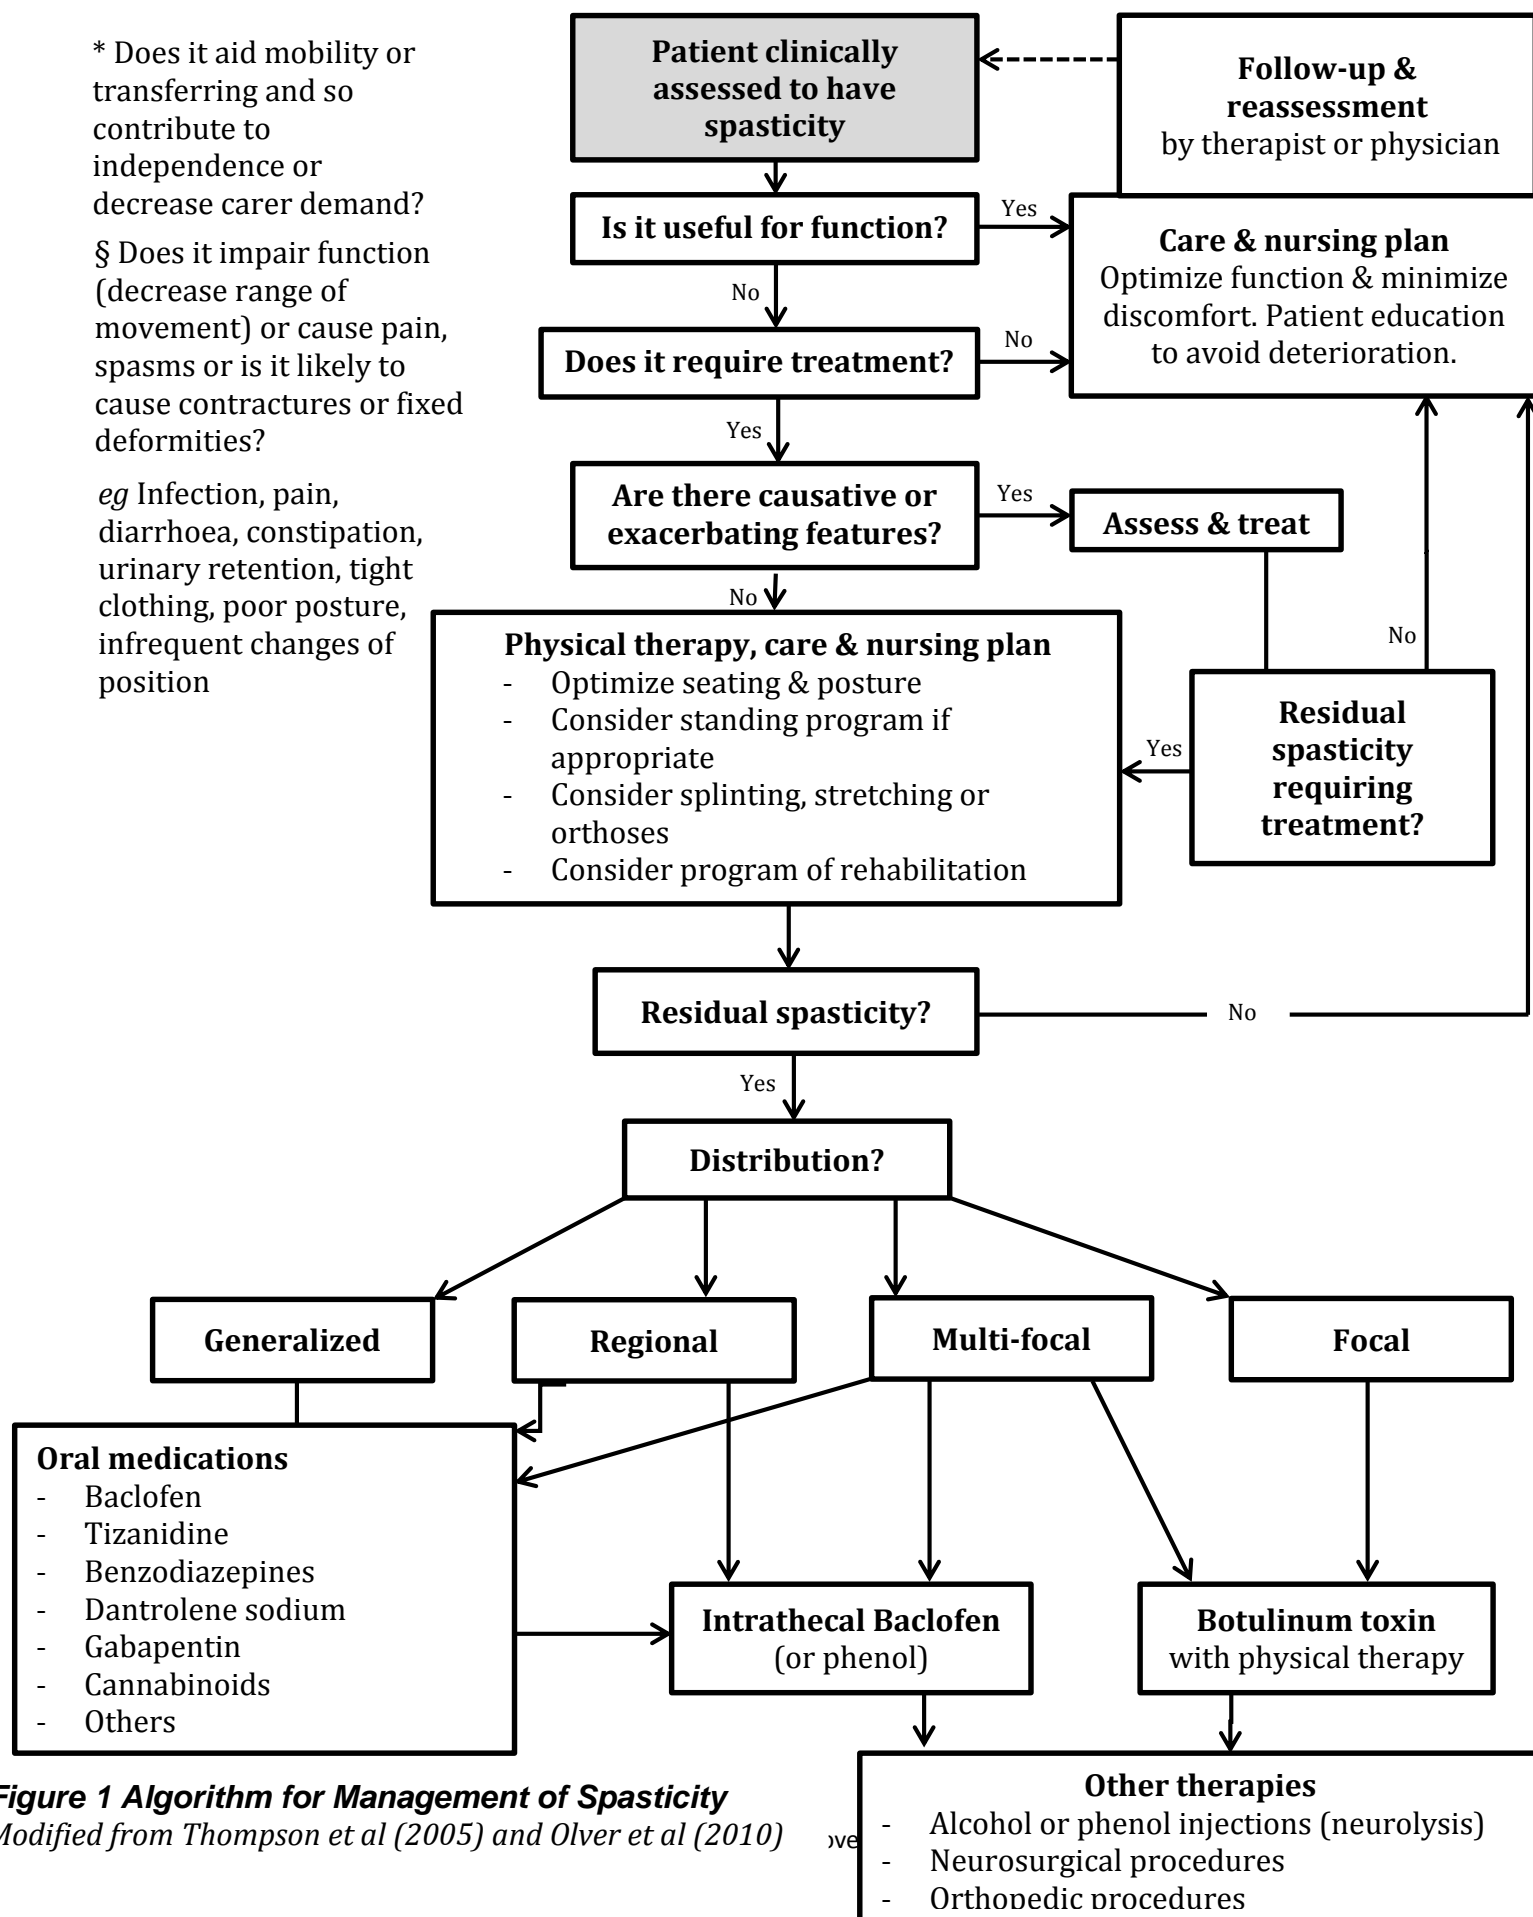 * Does it aid mobility or
transferring and so
contribute to
independence or
decrease carer demand?
§ Does it impair function
(decrease range of
movement) or cause pain,
spasms or is it likely to
cause contractures or fixed
deformities?
eg Infection, pain,
diarrhoea, constipation,
urinary retention, tight
clothing, poor posture,
infrequent changes of
position
Patient clinically
assessed to have
spasticity
Follow-up &
reassessment
by therapist or physician
Is it useful for function?
Yes
Care & nursing plan
Optimize function & minimize
discomfort. Patient education
to avoid deterioration.
No
Does it require treatment?
No
Yes
Are there causative or
exacerbating features?
Yes
Assess & treat
No
No
Physical therapy, care & nursing plan
- Optimize seating & posture
- Consider standing program if
appropriate
- Consider splinting, stretching or
orthoses
- Consider program of rehabilitation
Yes
Residual
spasticity
requiring
treatment?
Residual spasticity?
No
Yes
Distribution?
Generalized
Regional
Multi-focal
Focal
Oral medications
- Baclofen
- Tizanidine
- Benzodiazepines
- Dantrolene sodium
- Gabapentin
- Cannabinoids
- Others
Intrathecal Baclofen
(or phenol)
Botulinum toxin
with physical therapy
Other therapies
- Alcohol or phenol injections (neurolysis)
- Neurosurgical procedures
- Orthopedic procedures
Figure 1 Algorithm for Management of Spasticity
Modified from Thompson et al (2005) and Olver et al (2010)